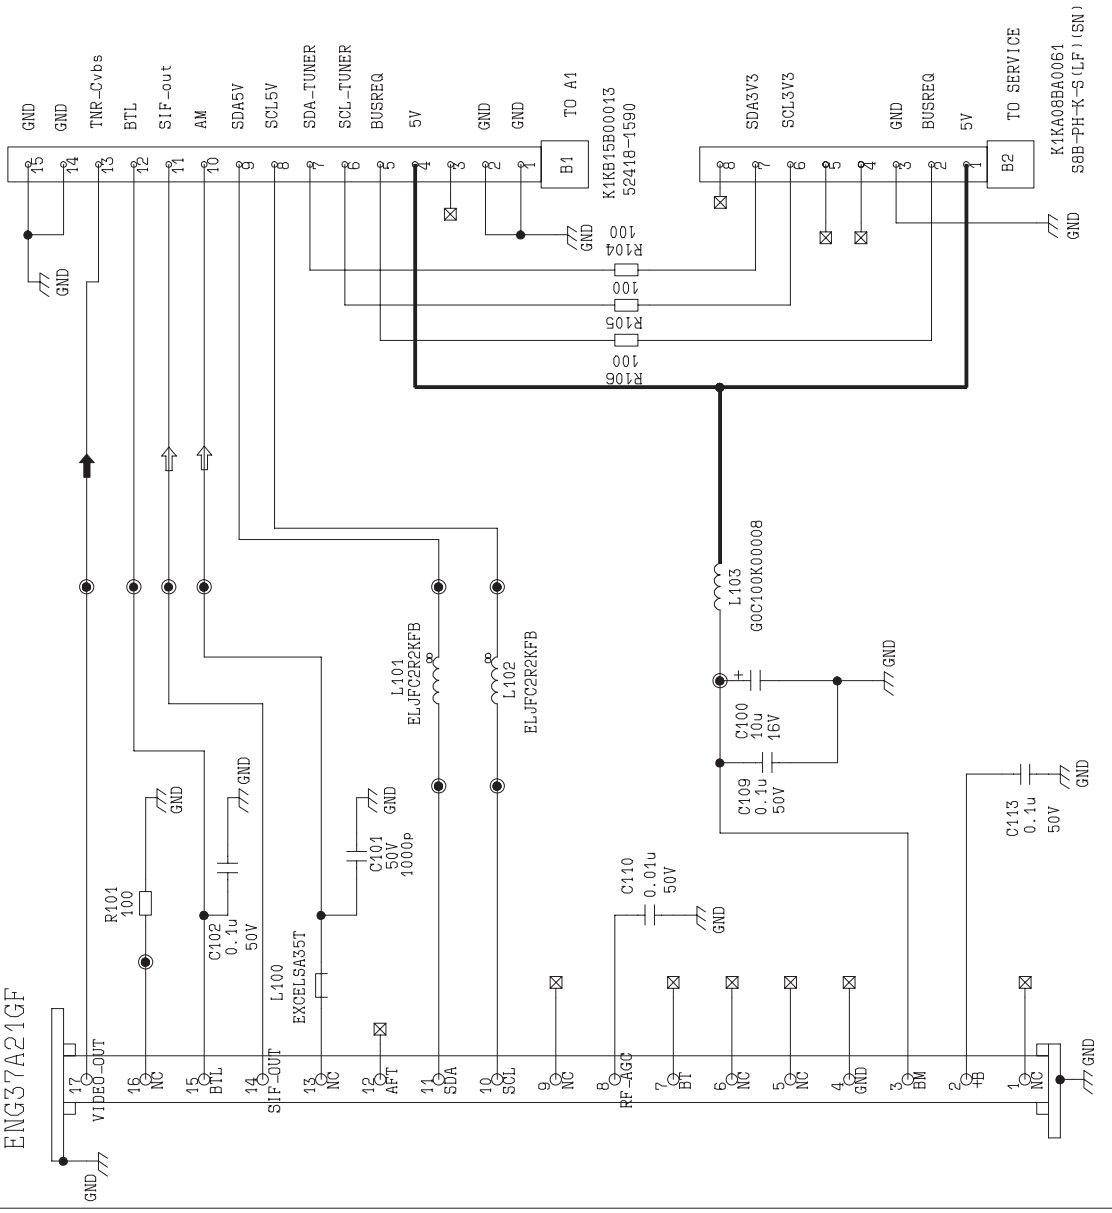 ENG37A21GF
GND
17
VIDEO-OUT
16
NC
15
BTL
14
SIF-OUT
13
NC
12
AFT
11
SDA
10
SCL
9
NC
8
RF-AGC
7
BT
6
NC
5
NC
4
GND
3
BM
2
+B
1
NC
GND
R101
100
GND
C102
0.1u
50V
GND
L100
EXCELSA35T
C101
50V
1000p
GND
L101
ELJFC2R2KFB
8
L102
ELJFC2R2KFB
8
C110
0.01u
50V
GND
C109
0.1u
50V
C100
10u
16V
+
GND
L103
G0C100K00008
C113
0.1u
50V
GND
R104
100
R105
100
R106
100
GND
GND
GND
15
14
13
12
11
10
9
8
7
6
5
4
3
2
1
B1
GND
GND
TNR-Cvbs
BTL
SIF-out
AM
SDA5V
SCL5V
SDA-TUNER
SCL-TUNER
BUSREQ
5V
GND
GND
TO A1
K1KB15B00013
52418-1590
8
7
6
5
4
3
2
1
B2
SDA3V3
SCL3V3
GND
BUSREQ
5V
TO SERVICE
K1KA08BA0061
S8B-PH-K-S(LF)(SN)